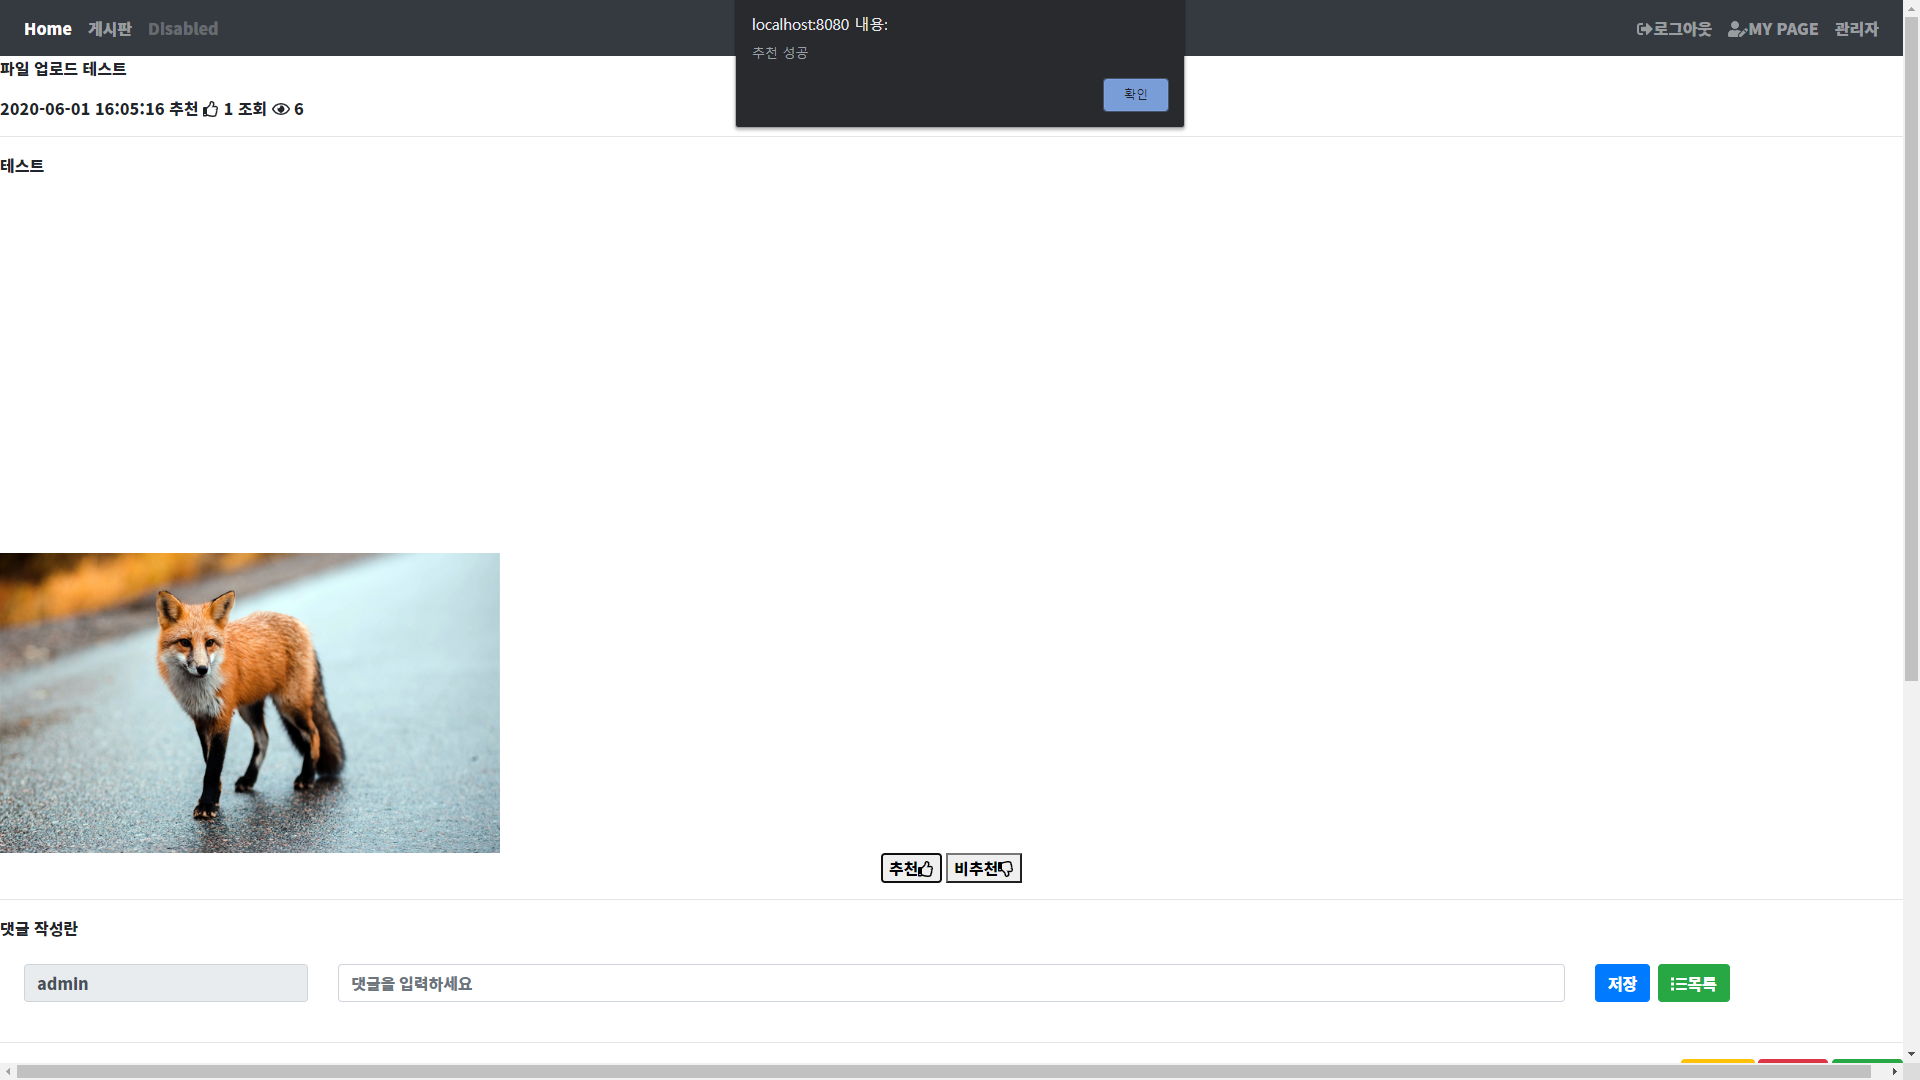 Home 게시판 Disabled
localhost:8080 내용:
추천 성공
확인
로그아웃 MY PAGE 관리자
파일 업로드 테스트
2020-06-01 16:05:16 추천 1 조회 6
테스트
추천 비추천
댓글 작성란
admin 댓글을 입력하세요 저장 목록